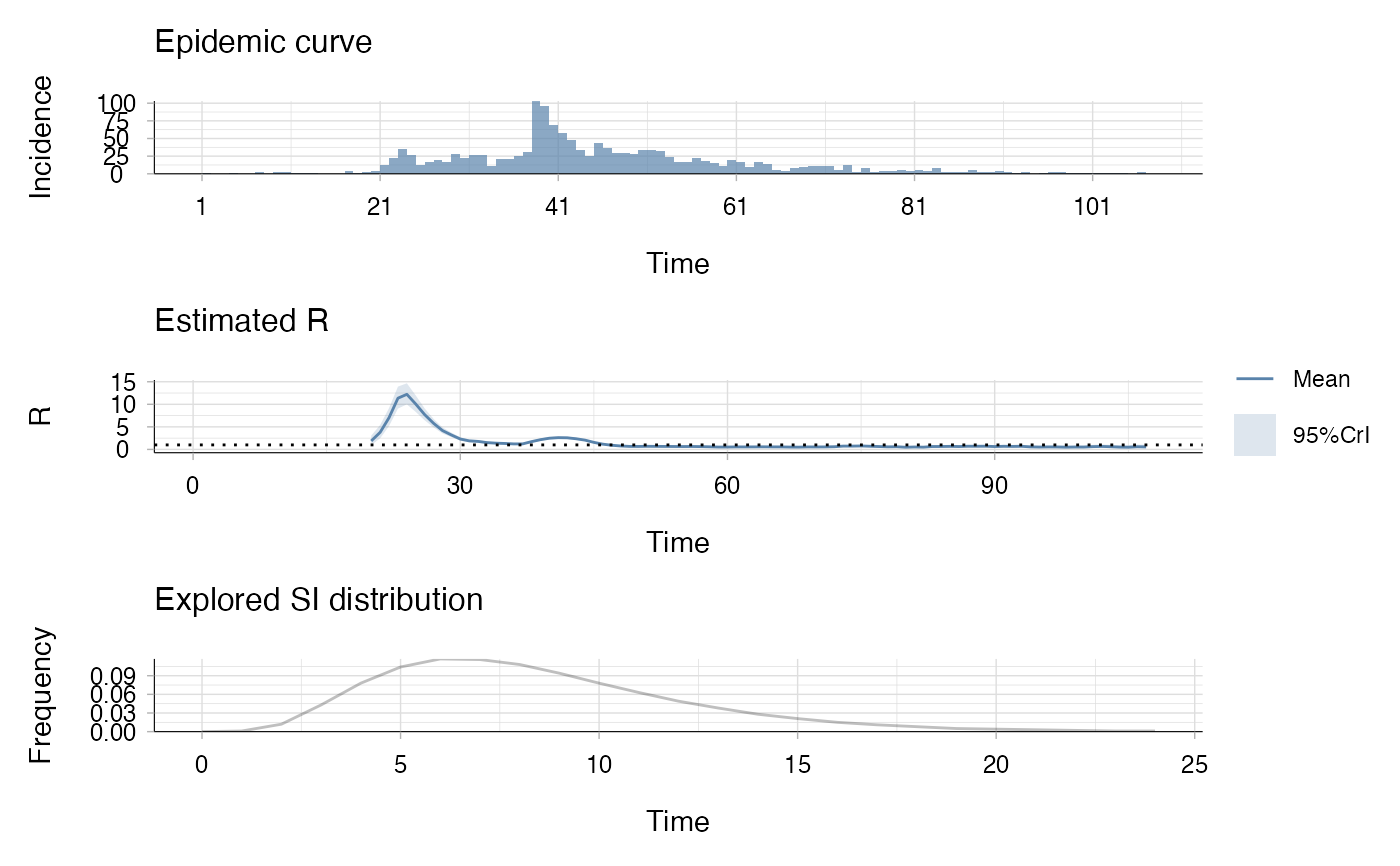 Epidemic curve
Incidence
100
75
50
25
0
1 21 41 61 81 101
Time
Estimated R
R
15
10
5
0
0 30 60 90
Time
Mean
95%CrI
Explored SI distribution
Frequency
0.09
0.06
0.03
0.00
0 5 10 15 20 25
Time